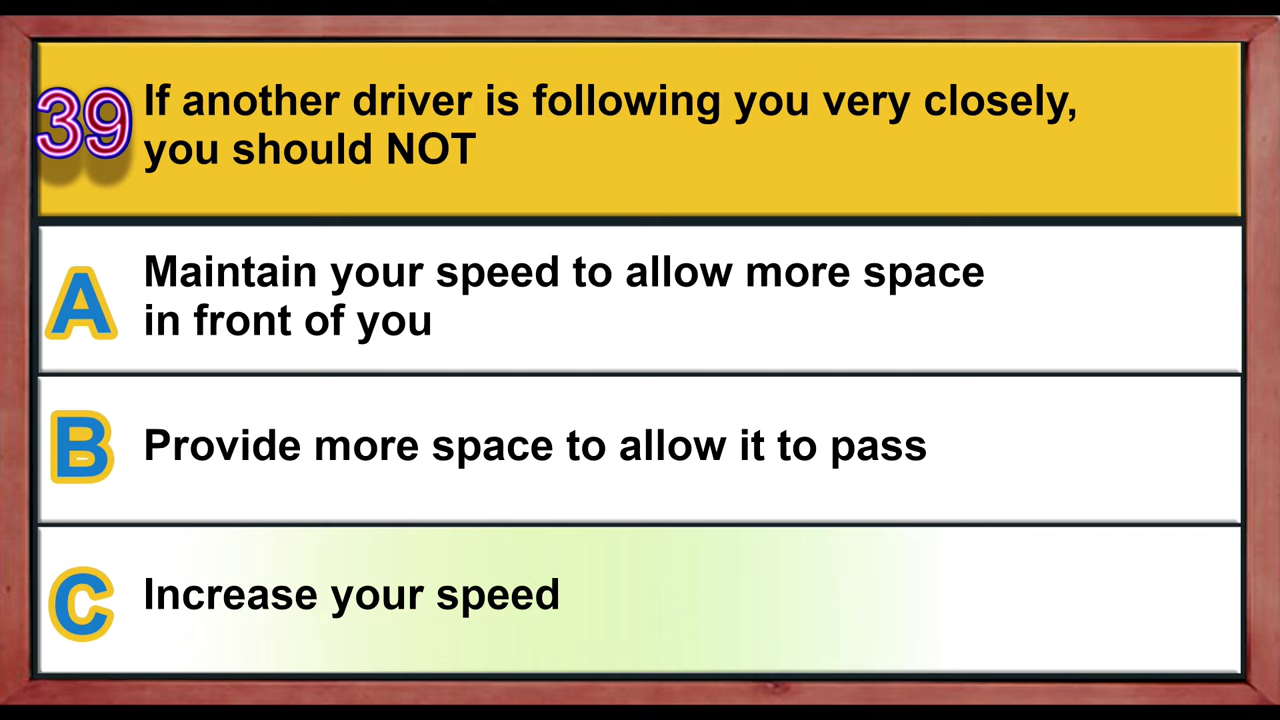 39 If another driver is following you very closely,
you should NOT
A Maintain your speed to allow more space
in front of you
B Provide more space to allow it to pass
C Increase your speed